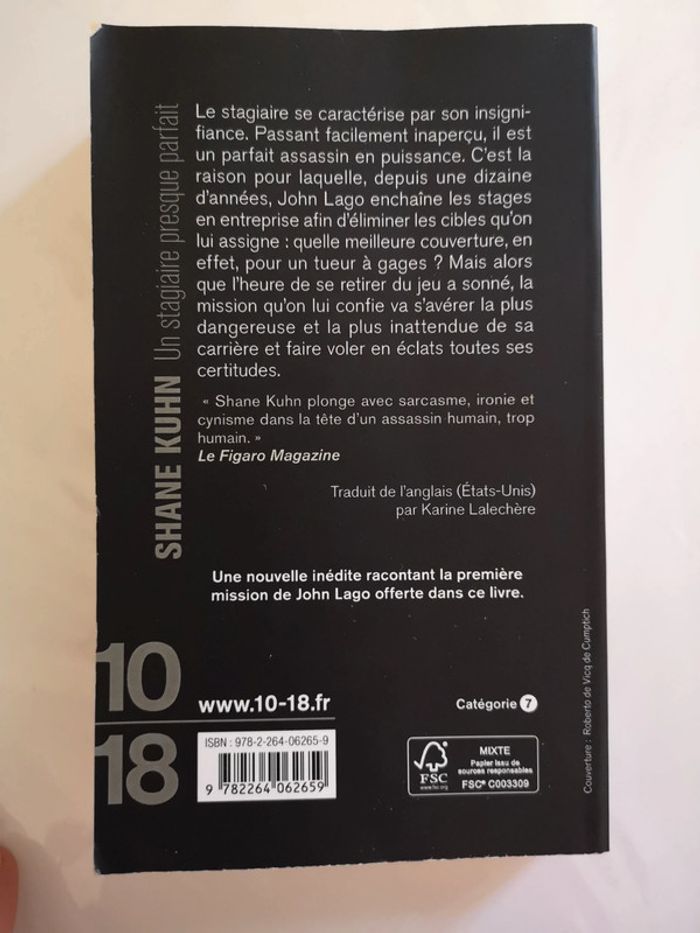 SHANE KUHN Un stagiaire presque parfait
Le stagiaire se caractérise par son insigni-
fiance. Passant facilement inaperçu, il est
un parfait assassin en puissance. C'est la
raison pour laquelle, depuis une dizaine
d'années, John Lago enchaîne les stages
en entreprise afin d'éliminer les cibles qu'on
lui assigne : quelle meilleure couverture, en
effet, pour un tueur à gages ? Mais alors
que l'heure de se retirer du jeu a sonné, la
mission qu'on lui confie va s'avérer la plus
dangereuse et la plus inattendue de sa
carrière et faire voler en éclats toutes ses
certitudes.
« Shane Kuhn plonge avec sarcasme, ironie et
cynisme dans la tête d'un assassin humain, trop
humain. »
Le Figaro Magazine
Traduit de l'anglais (États-Unis)
par Karine Lalechère
Une nouvelle inédite racontant la première
mission de John Lago offerte dans ce livre.
10
18
www.10-18.fr
Catégorie 7
ISBN : 978-2-264-06265-9
9 782264 062659
FSC
www.fsc.org
MIXTE
Papier issu de
sources responsables
FSC® C003309
Couverture : Roberto de Vicq de Cumptich